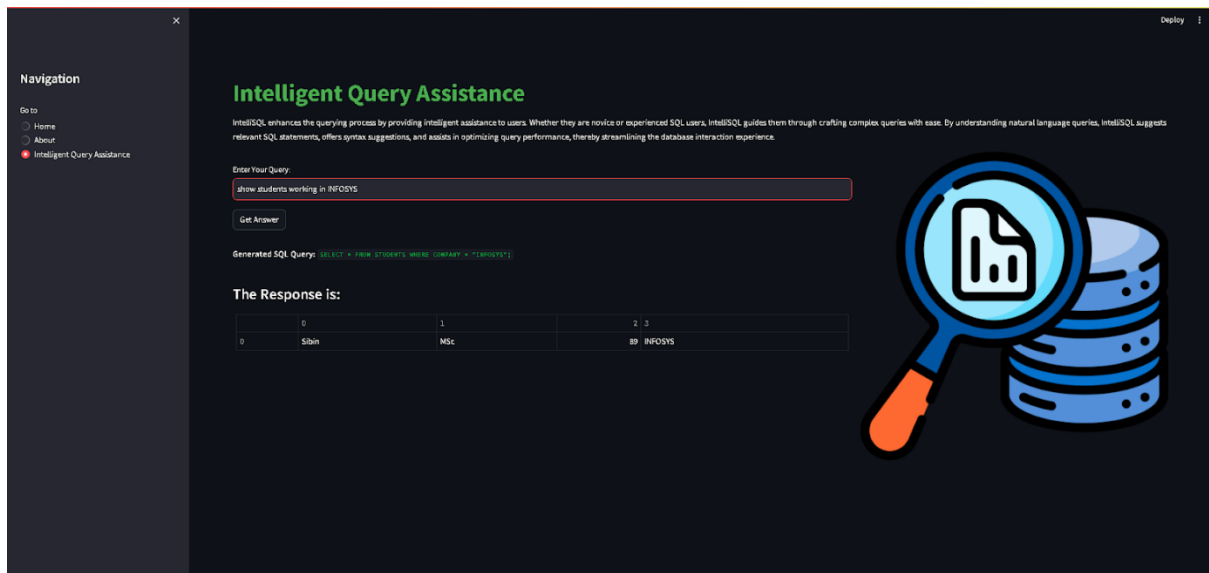 ×
Deploy
Navigation
Go to
Home
About
Intelligent Query Assistance
Intelligent Query Assistance
IntelliSQL enhances the querying process by providing intelligent assistance to users. Whether they are novice or experienced SQL users, IntelliSQL guides them through crafting complex queries with ease. By understanding natural language queries, IntelliSQL suggests
relevant SQL statements, offers syntax suggestions, and assists in optimizing query performance, thereby streamlining the database interaction experience.
Enter Your Query:
show students working in INFOSYS
Get Answer
Generated SQL Query: SELECT * FROM STUDENTS WHERE COMPANY = "INFOSYS";
The Response is:
0 1 2 3
0 Sibin MSc 89 INFOSYS